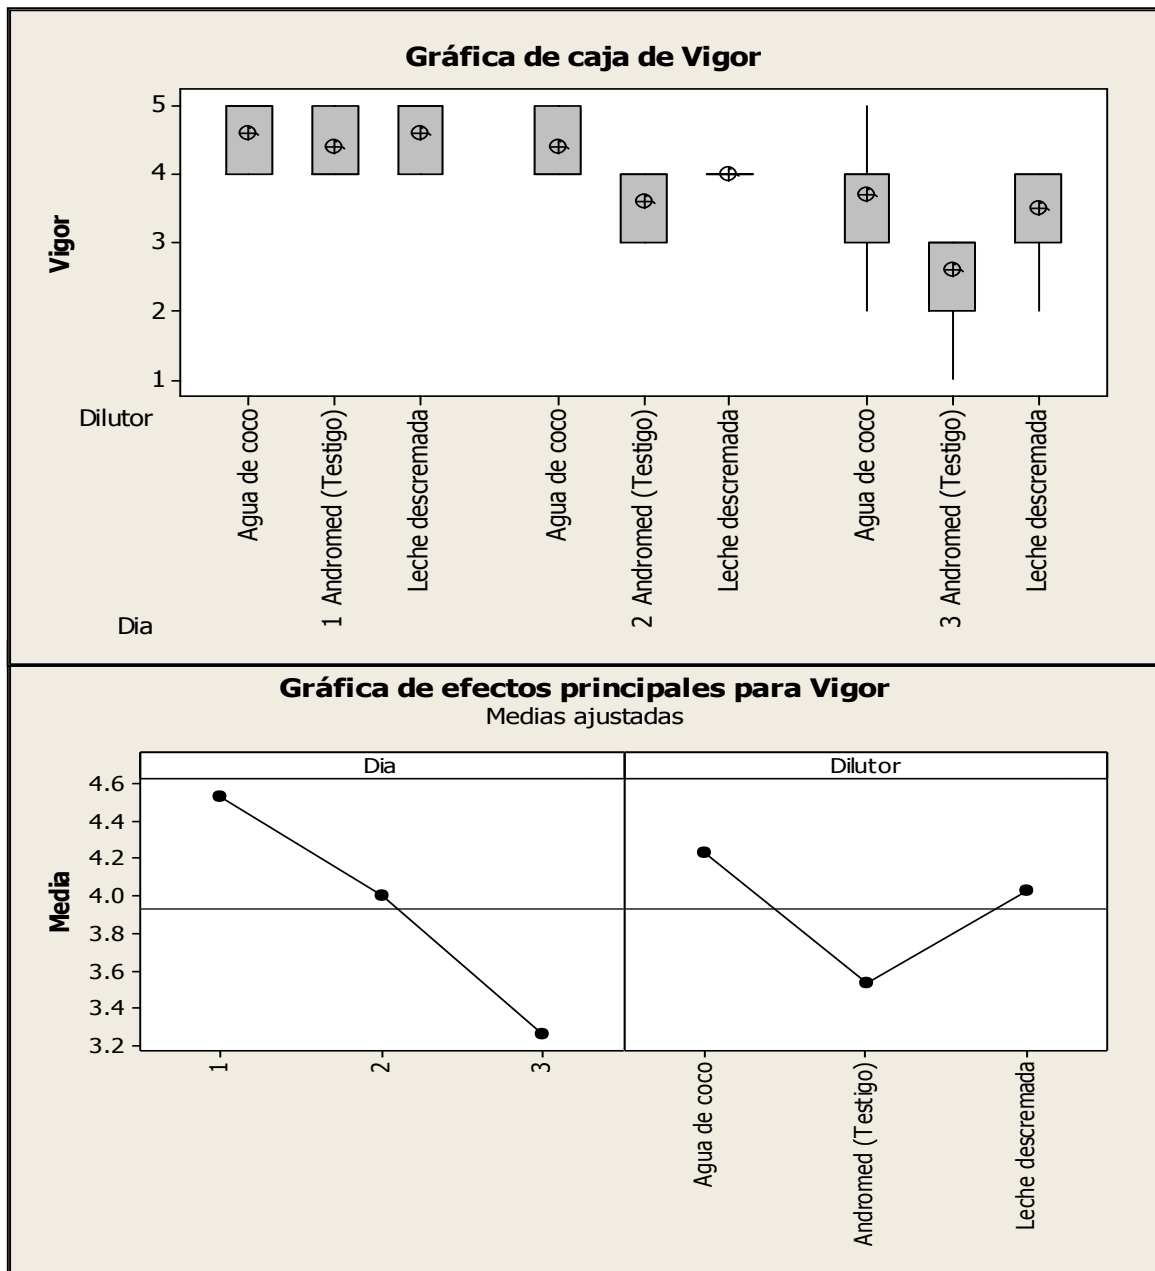 Gráfica de caja de Vigor
5
4
3
2
1
Vigor
Dilutor
Agua de coco
Andromed (Testigo)
Leche descremada
Agua de coco
Andromed (Testigo)
Leche descremada
Agua de coco
Andromed (Testigo)
Leche descremada
Dia
1
2
3
Gráfica de efectos principales para Vigor
Medias ajustadas
Dia
Dilutor
4.6
4.4
4.2
4.0
3.8
3.6
3.4
3.2
Media
1
2
3
Agua de coco
Andromed (Testigo)
Leche descremada